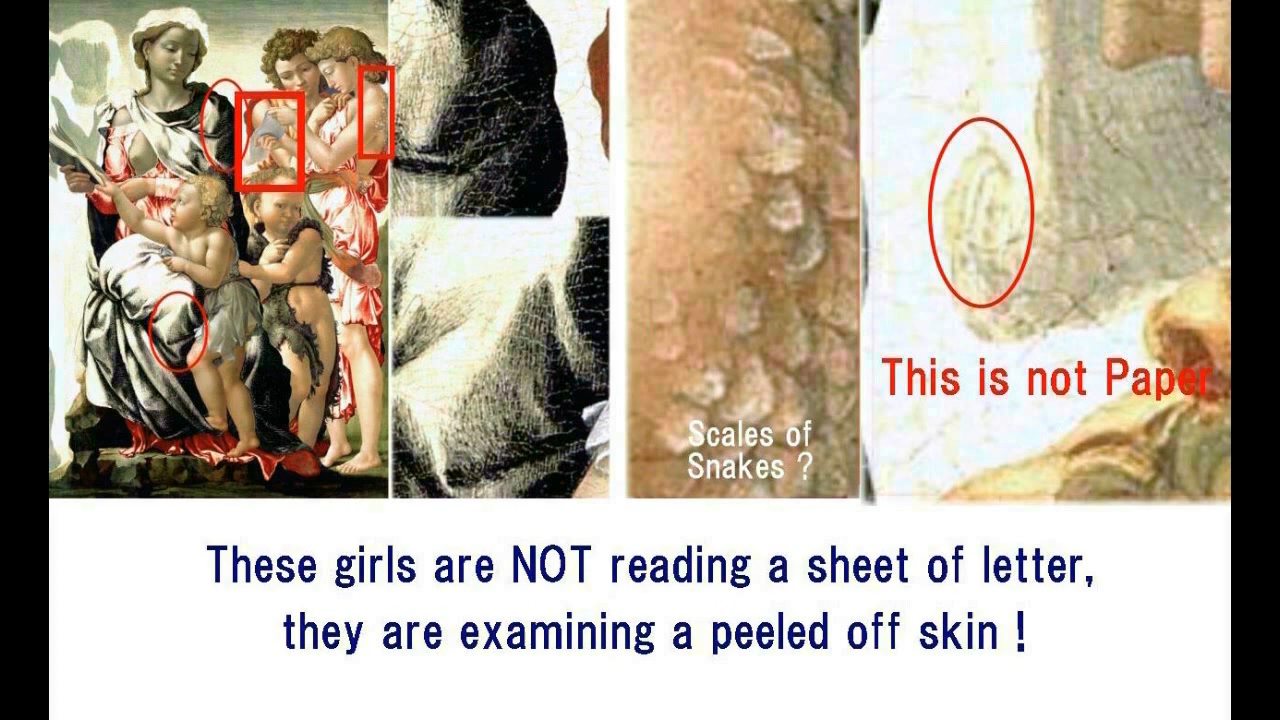 This is not Paper
Scales of
Snakes ?
These girls are NOT reading a sheet of letter,
they are examining a peeled off skin !